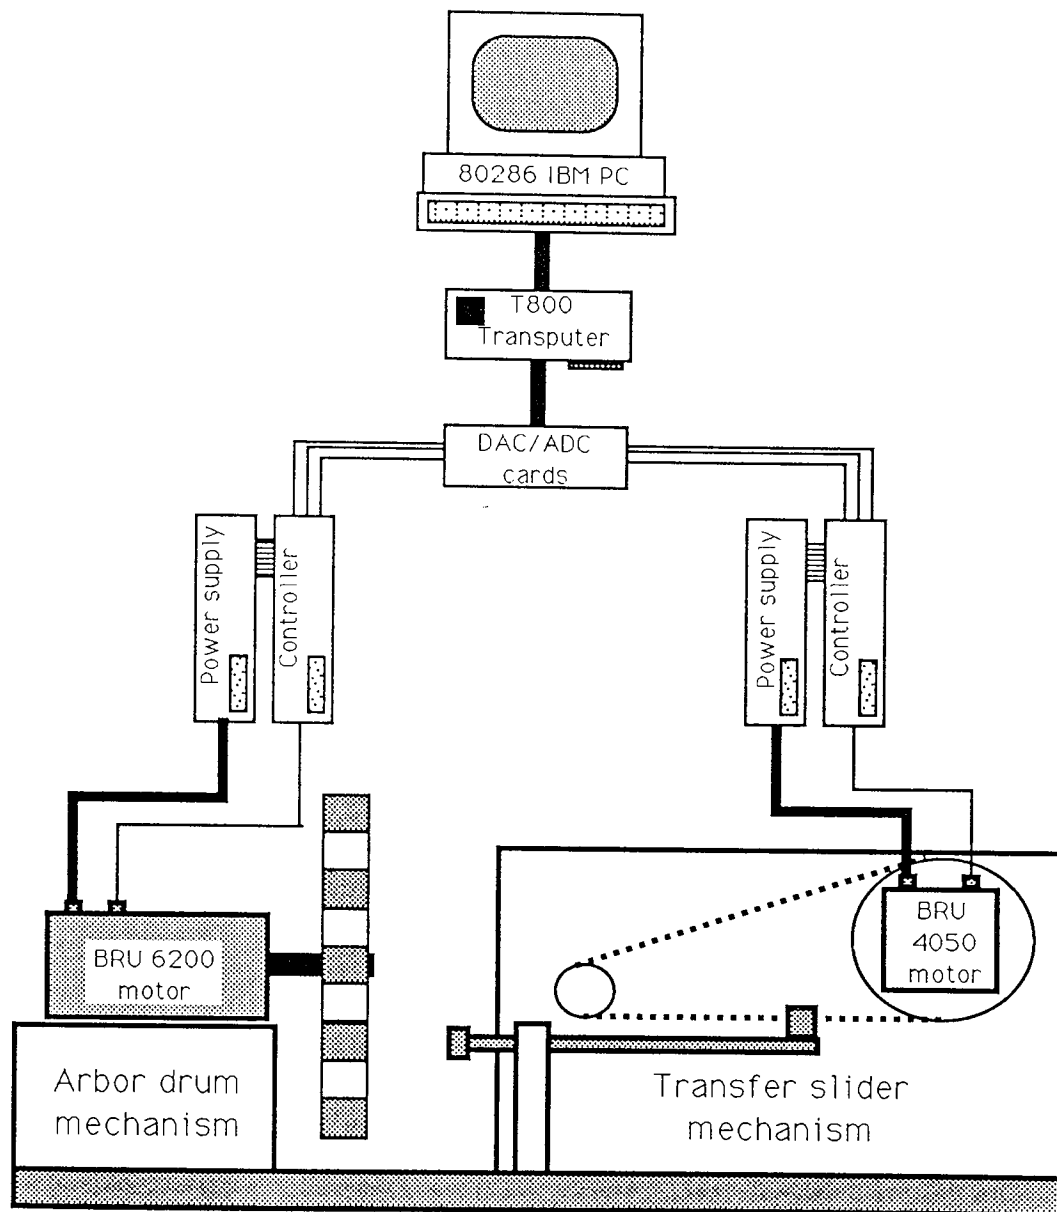 80286 IBM PC
T800
Transputer
DAC/ADC
cards
Power supply
Controller
Power supply
Controller
BRU 6200
motor
BRU
4050
motor
Arbor drum
mechanism
Transfer slider
mechanism